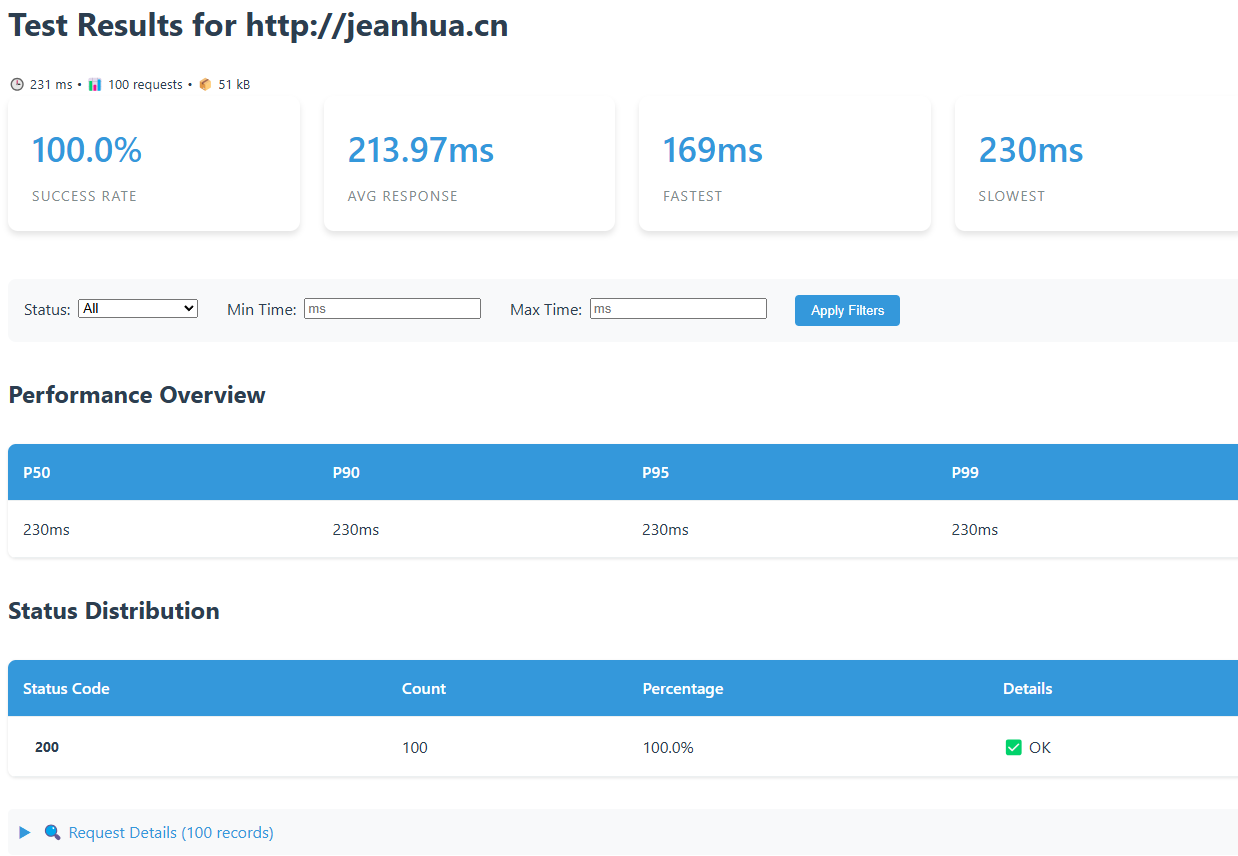 Test Results for http://jeanhua.cn
🕒 231 ms • 📊 100 requests • 📦 51 kB
100.0%
SUCCESS RATE
213.97ms
AVG RESPONSE
169ms
FASTEST
230ms
SLOWEST
Status: All Min Time: ms Max Time: ms Apply Filters
Performance Overview
P50 P90 P95 P99
230ms 230ms 230ms 230ms
Status Distribution
Status Code Count Percentage Details
200 100 100.0% ✅ OK
▶ 🔍 Request Details (100 records)